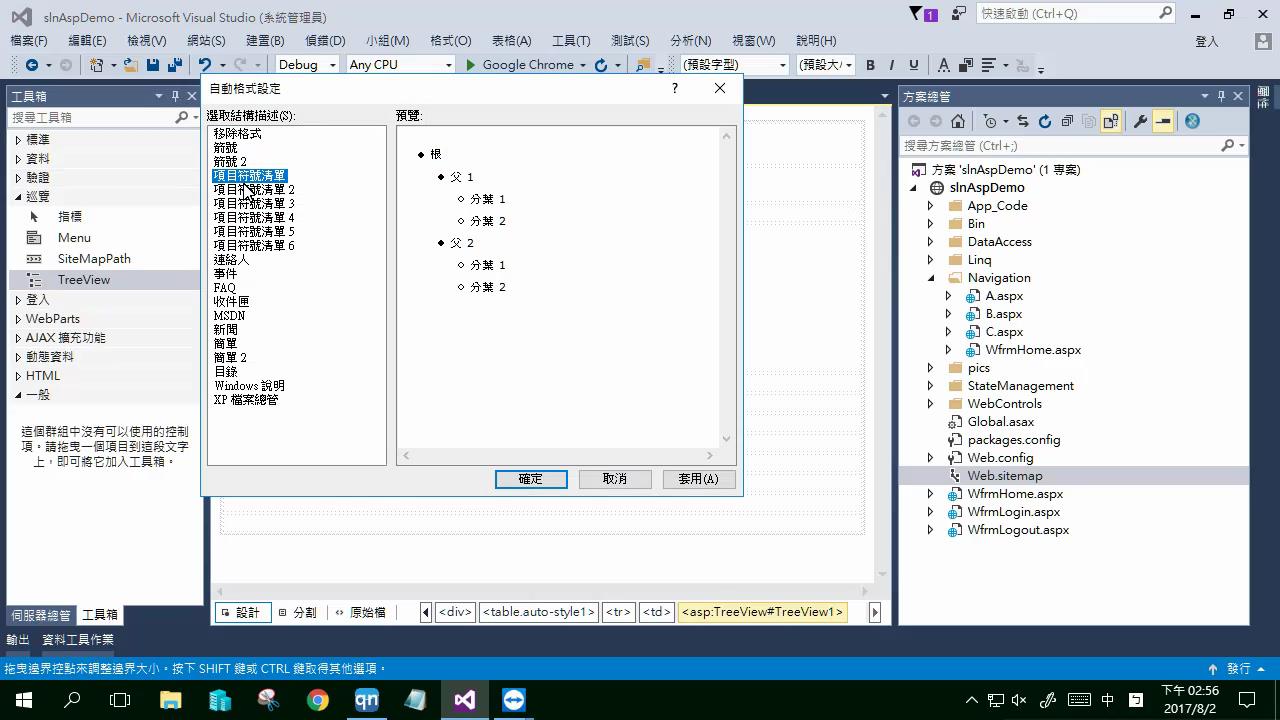 slnAspDemo - Microsoft Visual Studio (系統管理員)
1
快速啟動 (Ctrl+Q)
檔案(F) 編輯(E) 檢視(V) 網站(S) 建置(B) 偵錯(D) 小組(M) 格式(O) 表格(A) 工具(T) 測試(S) 分析(N) 視窗(W) 說明(H)
登入
Debug Any CPU Google Chrome (預設字型) (預設大 B I U A
工具箱
搜尋工具箱
標準
資料
驗證
巡覽
指標
Menu
SiteMapPath
TreeView
登入
WebParts
AJAX 擴充功能
動態資料
HTML
一般
這個群組中沒有可以使用的控制
項。請拖曳一個項目到這段文字
上，即可將它加入工具箱。
伺服器總管 工具箱
輸出 資料工具作業
自動格式設定
?
選取結構描述(S):
移除格式
箭號
箭號 2
項目符號清單
項目符號清單 2
項目符號清單 3
項目符號清單 4
項目符號清單 5
項目符號清單 6
連絡人
事件
FAQ
收件匣
MSDN
新聞
簡單
簡單 2
目錄
Windows 說明
XP 檔案總管
預覽:
根
父 1
分葉 1
分葉 2
父 2
分葉 1
分葉 2
確定 取消 套用(A)
設計 分割 原始檔 <div> <table.auto-style1> <tr> <td> <asp:TreeView#TreeView1>
方案總管
搜尋方案總管 (Ctrl+;)
方案 'slnAspDemo' (1 專案)
slnAspDemo
App_Code
Bin
DataAccess
Linq
Navigation
A.aspx
B.aspx
C.aspx
WfrmHome.aspx
pics
StateManagement
WebControls
Global.asax
packages.config
Web.config
Web.sitemap
WfrmHome.aspx
WfrmLogin.aspx
WfrmLogout.aspx
拖曳邊界控點來調整邊界大小。按下 SHIFT 鍵或 CTRL 鍵取得其他選項。
發行
qn
中
下午 02:56
2017/8/2